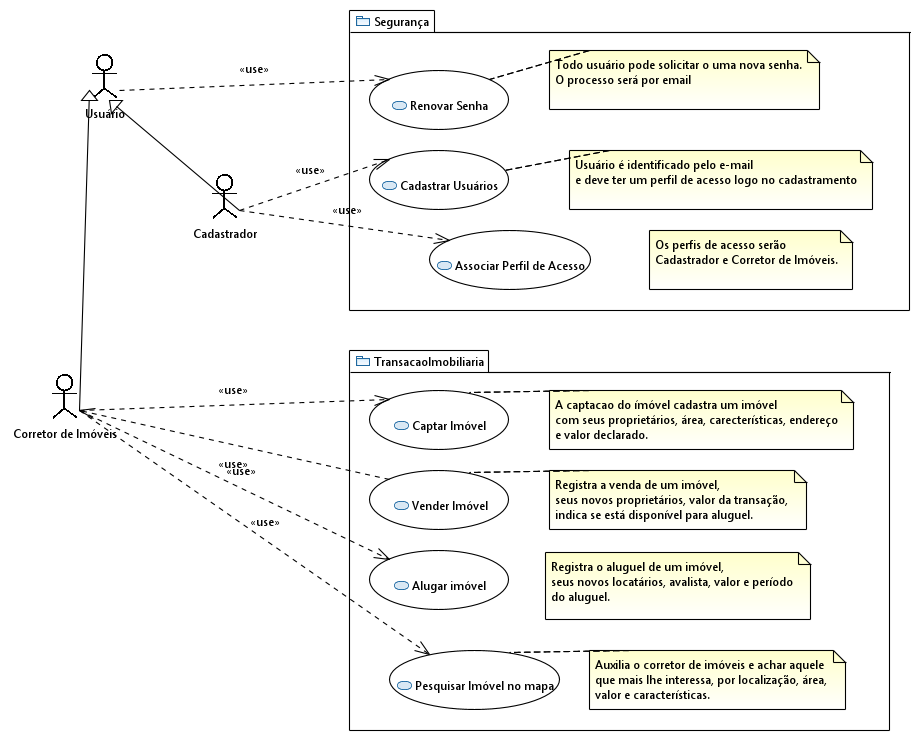 Segurança
Usuário
«use»
Renovar Senha
Todo usuário pode solicitar o uma nova senha.
O processo será por email
Cadastrador
«use»
Cadastrar Usuários
Usuário é identificado pelo e-mail
e deve ter um perfil de acesso logo no cadastramento
«use»
Associar Perfil de Acesso
Os perfis de acesso serão
Cadastrador e Corretor de Imóveis.
TransacaoImobiliaria
Corretor de Imóveis
«use»
Captar Imóvel
A captacao do ímóvel cadastra um imóvel
com seus proprietários, área, carecterísticas, endereço
e valor declarado.
«use»
Vender Imóvel
Registra a venda de um imóvel,
seus novos proprietários, valor da transação,
indica se está disponível para aluguel.
«use»
Alugar imóvel
Registra o aluguel de um imóvel,
seus novos locatários, avalista, valor e período
do aluguel.
«use»
Pesquisar Imóvel no mapa
Auxilia o corretor de imóveis e achar aquele
que mais lhe interessa, por localização, área,
valor e características.